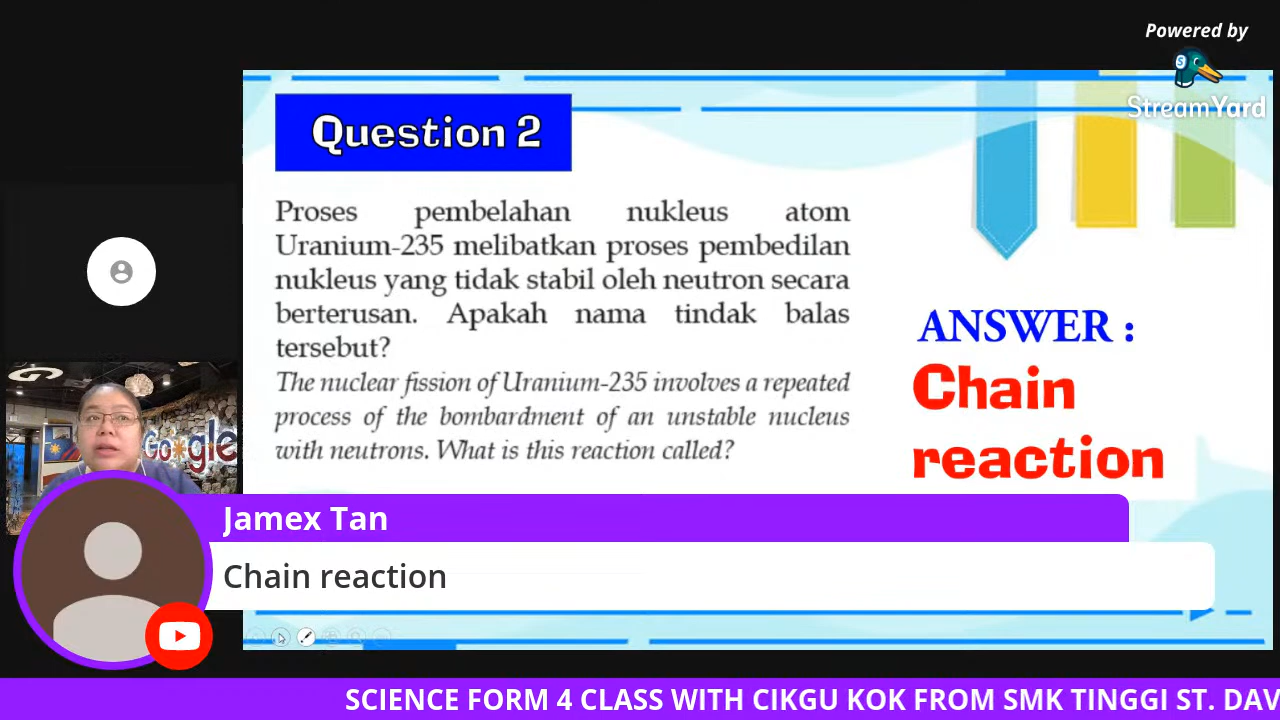 Powered by
StreamYard
Question 2
Proses pembelahan nukleus atom
Uranium-235 melibatkan proses pembedilan
nukleus yang tidak stabil oleh neutron secara
berterusan. Apakah nama tindak balas
tersebut?
The nuclear fission of Uranium-235 involves a repeated
process of the bombardment of an unstable nucleus
with neutrons. What is this reaction called?
ANSWER :
Chain
reaction
Google
Jamex Tan
Chain reaction
SCIENCE FORM 4 CLASS WITH CIKGU KOK FROM SMK TINGGI ST. DAV